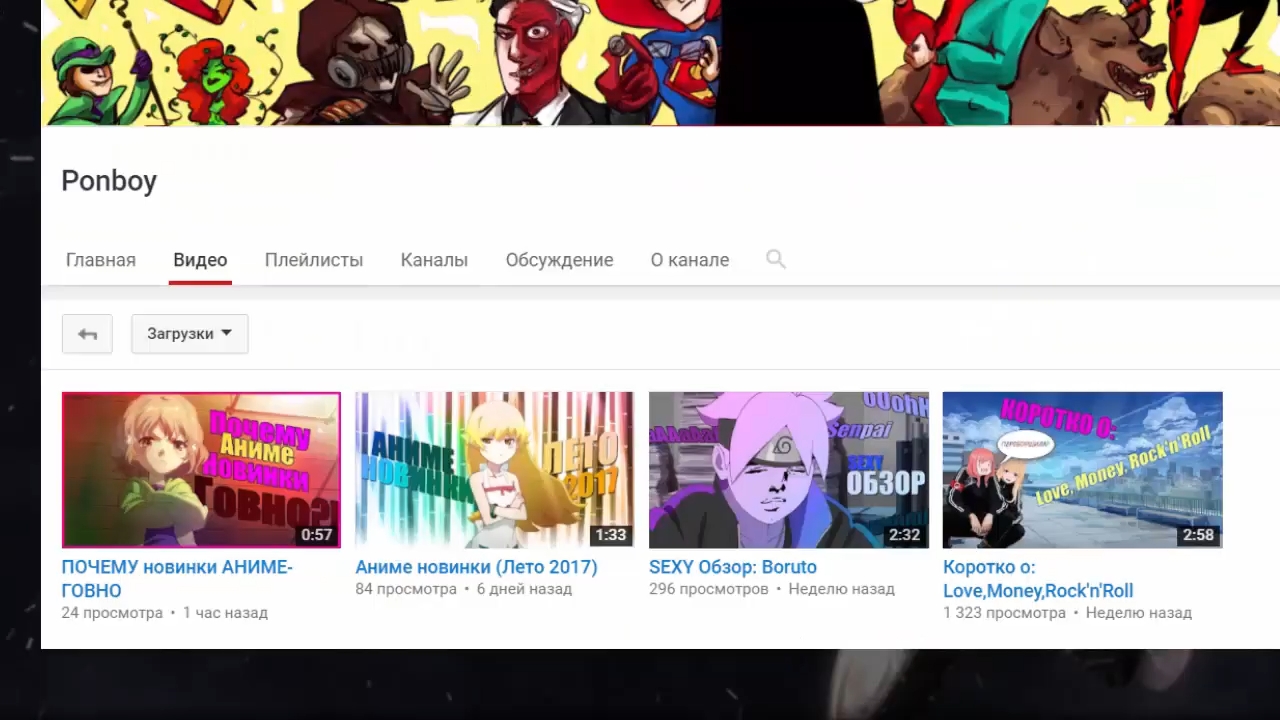 Ponboy
Главная Видео Плейлисты Каналы Обсуждение О канале
Загрузки
Почему
Аниме
Новинки
ГОВНО?!
0:57
АНИМЕ
НОВИНКИ
ЛЕТО
2017
1:33
OOohH
Senpai
SEXY
ОБЗОР
2:32
КОРОТКО О:
Love, Money, Rock'n'Roll
2:58
ПОЧЕМУ новинки АНИМЕ-
ГОВНО
24 просмотра • 1 час назад
Аниме новинки (Лето 2017)
84 просмотра • 6 дней назад
SEXY Обзор: Boruto
296 просмотров • Неделю назад
Коротко о:
Love,Money,Rock'n'Roll
1 323 просмотра • Неделю назад